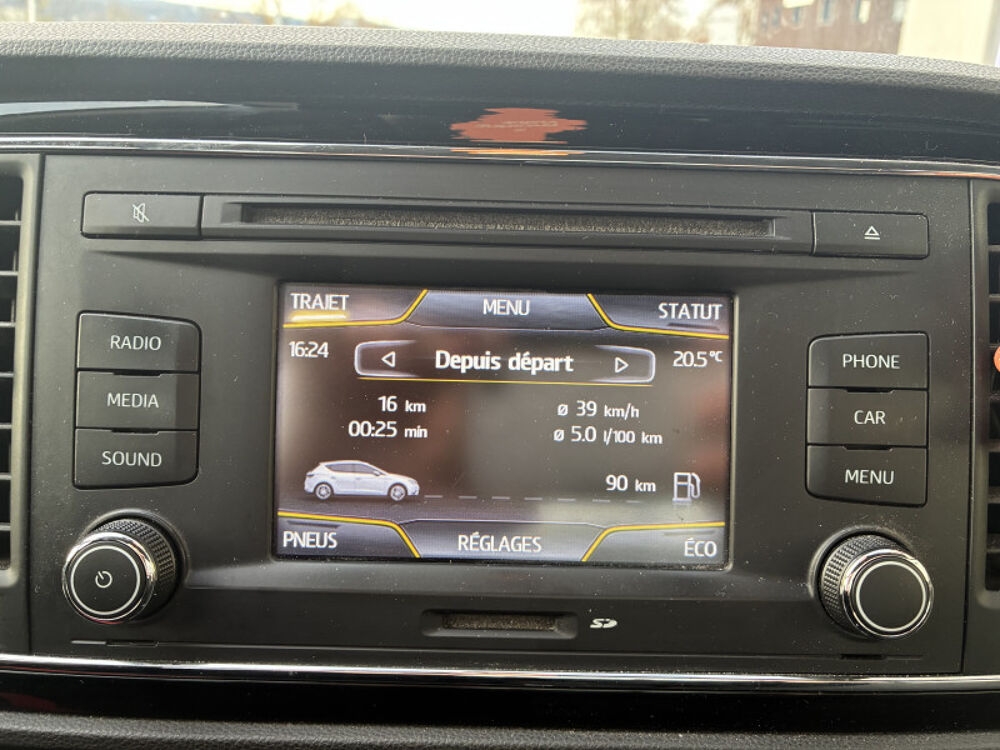 TRAJET MENU STATUT
16:24 Depuis départ 20.5°C
16 km ø 39 km/h
00:25 min ø 5.0 l/100 km
90 km
PNEUS RÉGLAGES ÉCO
RADIO
MEDIA
SOUND
PHONE
CAR
MENU
SD